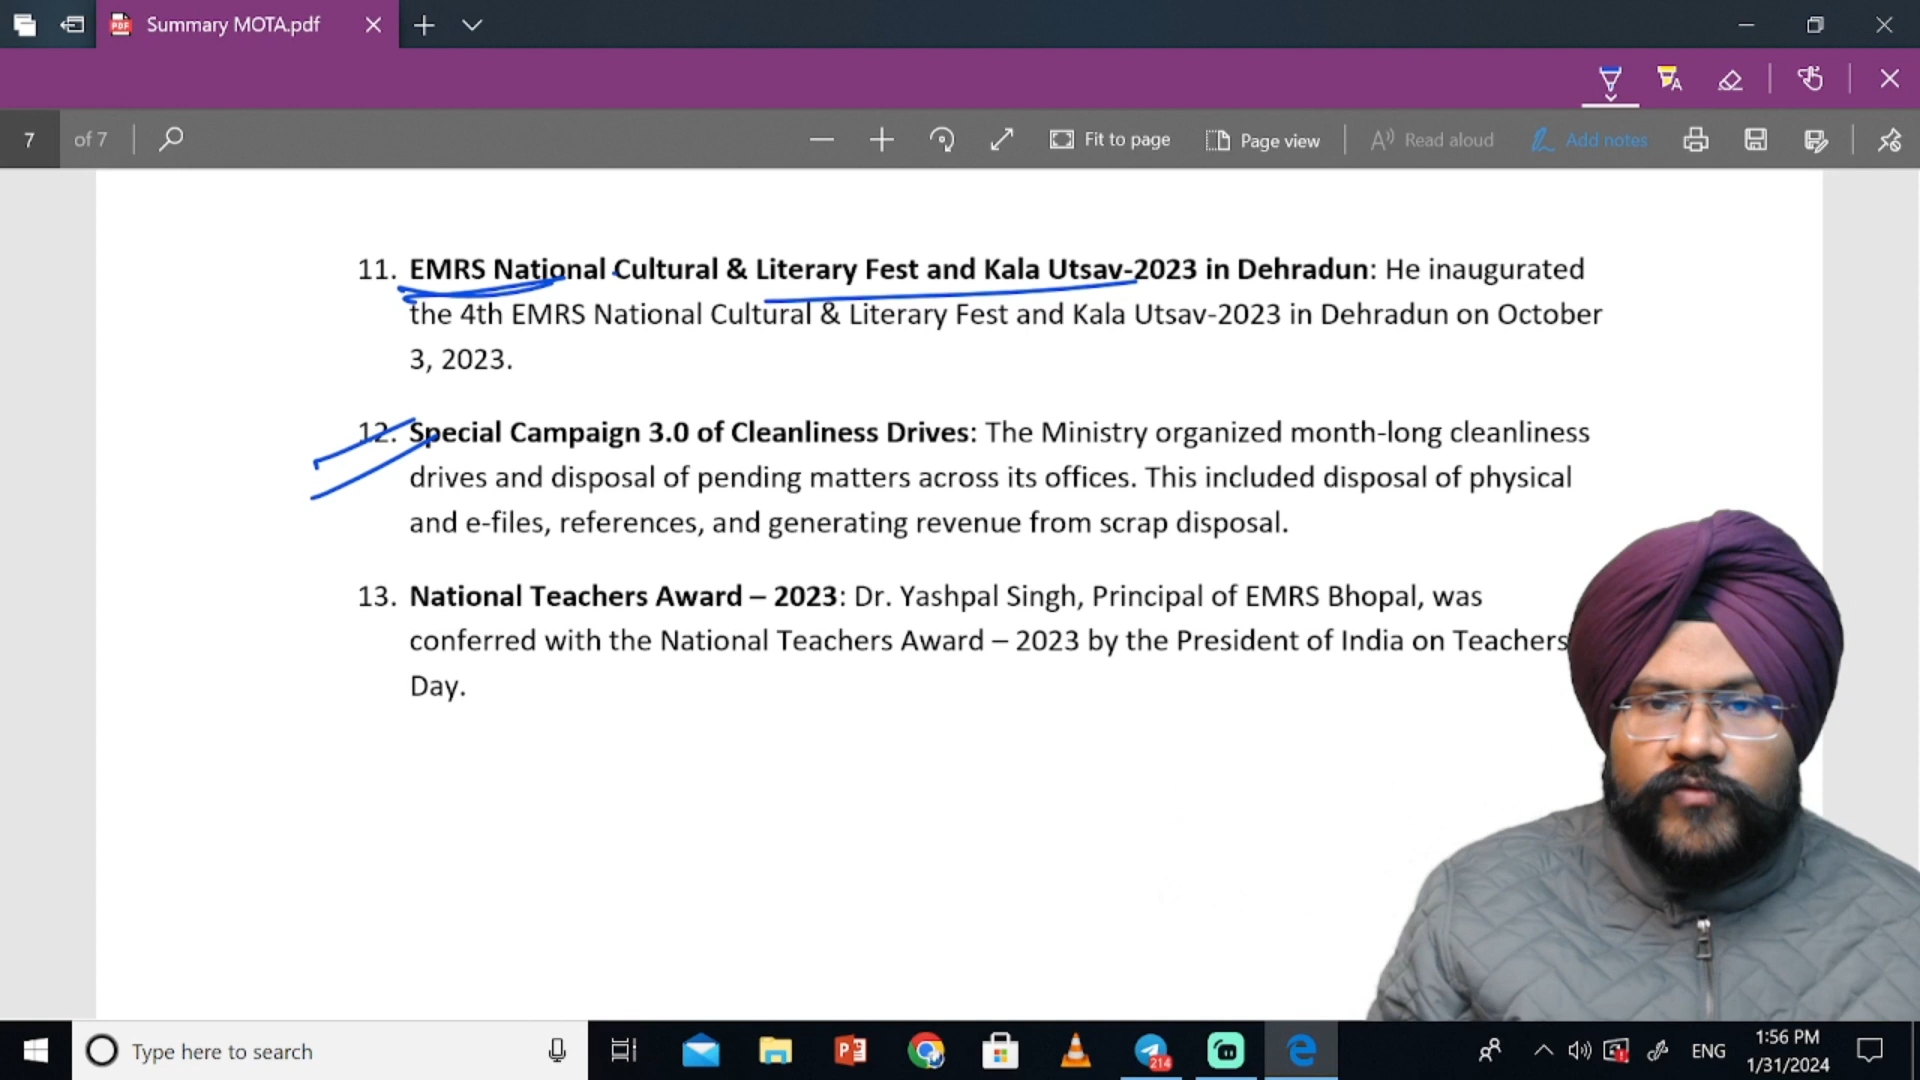 Summary MOTA.pdf
7 of 7
Fit to page
Page view
Read aloud
Add notes
11. EMRS National Cultural & Literary Fest and Kala Utsav-2023 in Dehradun: He inaugurated
the 4th EMRS National Cultural & Literary Fest and Kala Utsav-2023 in Dehradun on October
3, 2023.
12. Special Campaign 3.0 of Cleanliness Drives: The Ministry organized month-long cleanliness
drives and disposal of pending matters across its offices. This included disposal of physical
and e-files, references, and generating revenue from scrap disposal.
13. National Teachers Award – 2023: Dr. Yashpal Singh, Principal of EMRS Bhopal, was
conferred with the National Teachers Award – 2023 by the President of India on Teachers
Day.
Type here to search
214
ENG
1:56 PM
1/31/2024